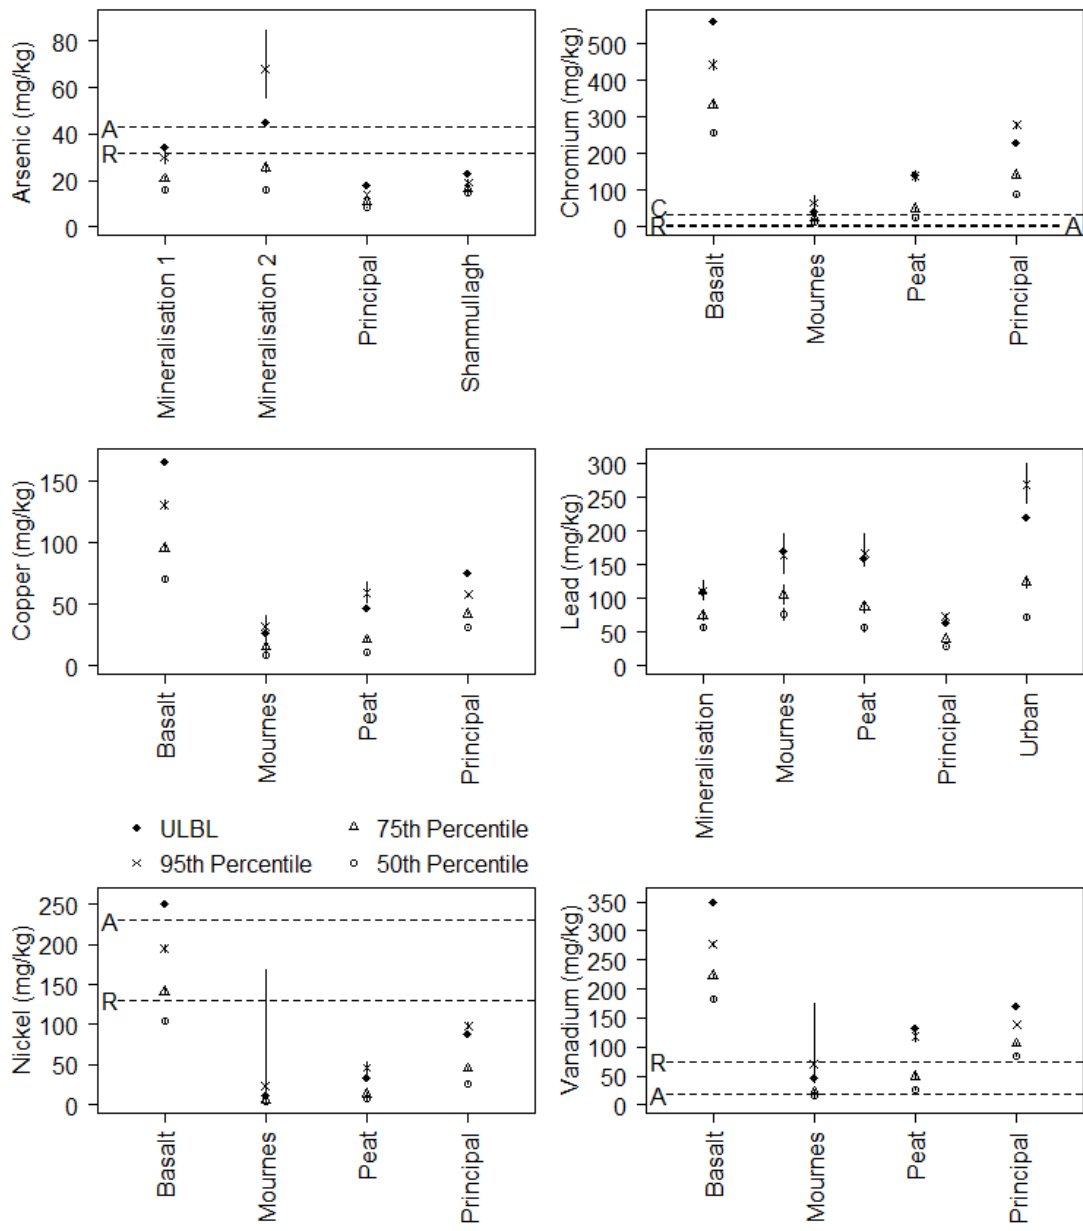 Arsenic (mg/kg)
80
60
40
20
0
A
R
Mineralisation 1
Mineralisation 2
Principal
Shanmullagh
Chromium (mg/kg)
500
400
300
200
100
0
C
R
A
Basalt
Mournes
Peat
Principal
Copper (mg/kg)
150
100
50
0
Basalt
Mournes
Peat
Principal
Lead (mg/kg)
300
250
200
150
100
50
0
Mineralisation
Mournes
Peat
Principal
Urban
ULBL
75th Percentile
95th Percentile
50th Percentile
Nickel (mg/kg)
250
200
150
100
50
0
A
R
Basalt
Mournes
Peat
Principal
Vanadium (mg/kg)
350
300
250
200
150
100
50
0
R
A
Basalt
Mournes
Peat
Principal